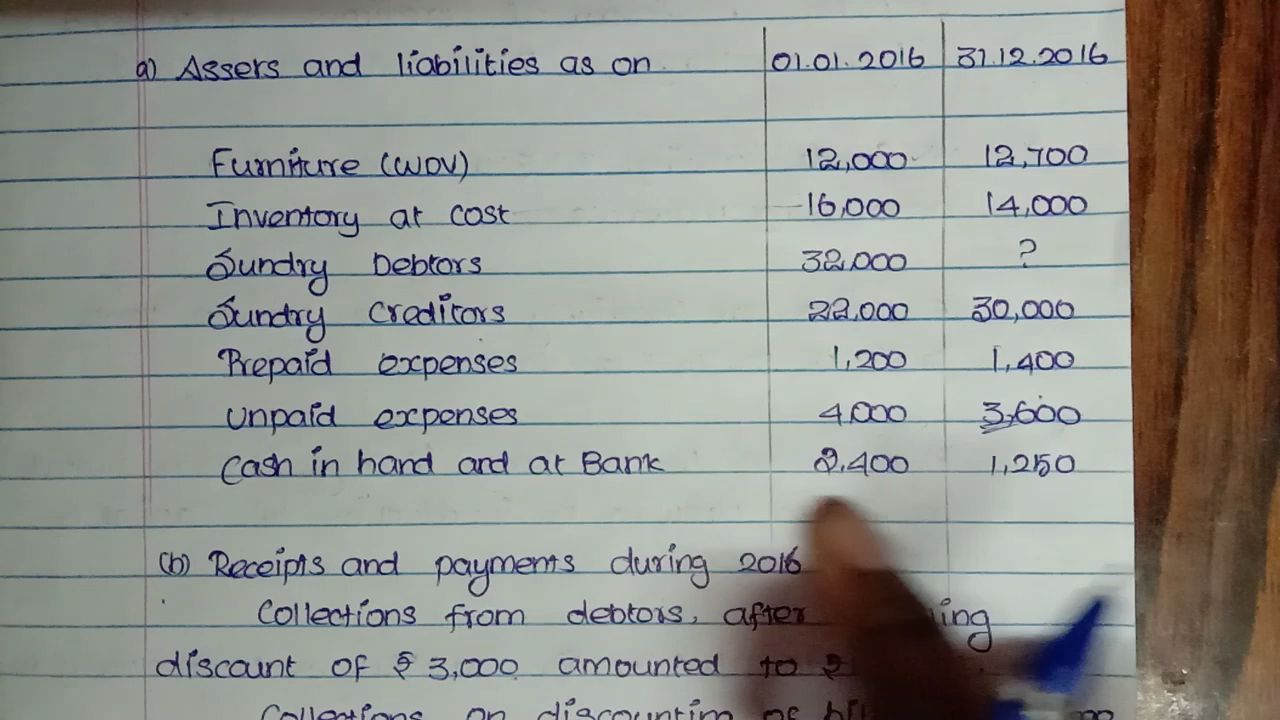 a) Assers and liabilities as on 01.01.2016 31.12.2016
Furniture (WDV) 12,000 12,700
Inventory at cost 16,000 14,000
Sundry Debtors 32,000 ?
Sundry creditors 22,000 30,000
Prepaid expenses 1,200 1,400
unpaid expenses 4,000 3,600
Cash in hand and at Bank 2,400 1,250
(b) Receipts and payments during 2016
Collections from debtors, after
discount of ₹ 3,000 amounted to ₹
Collections on